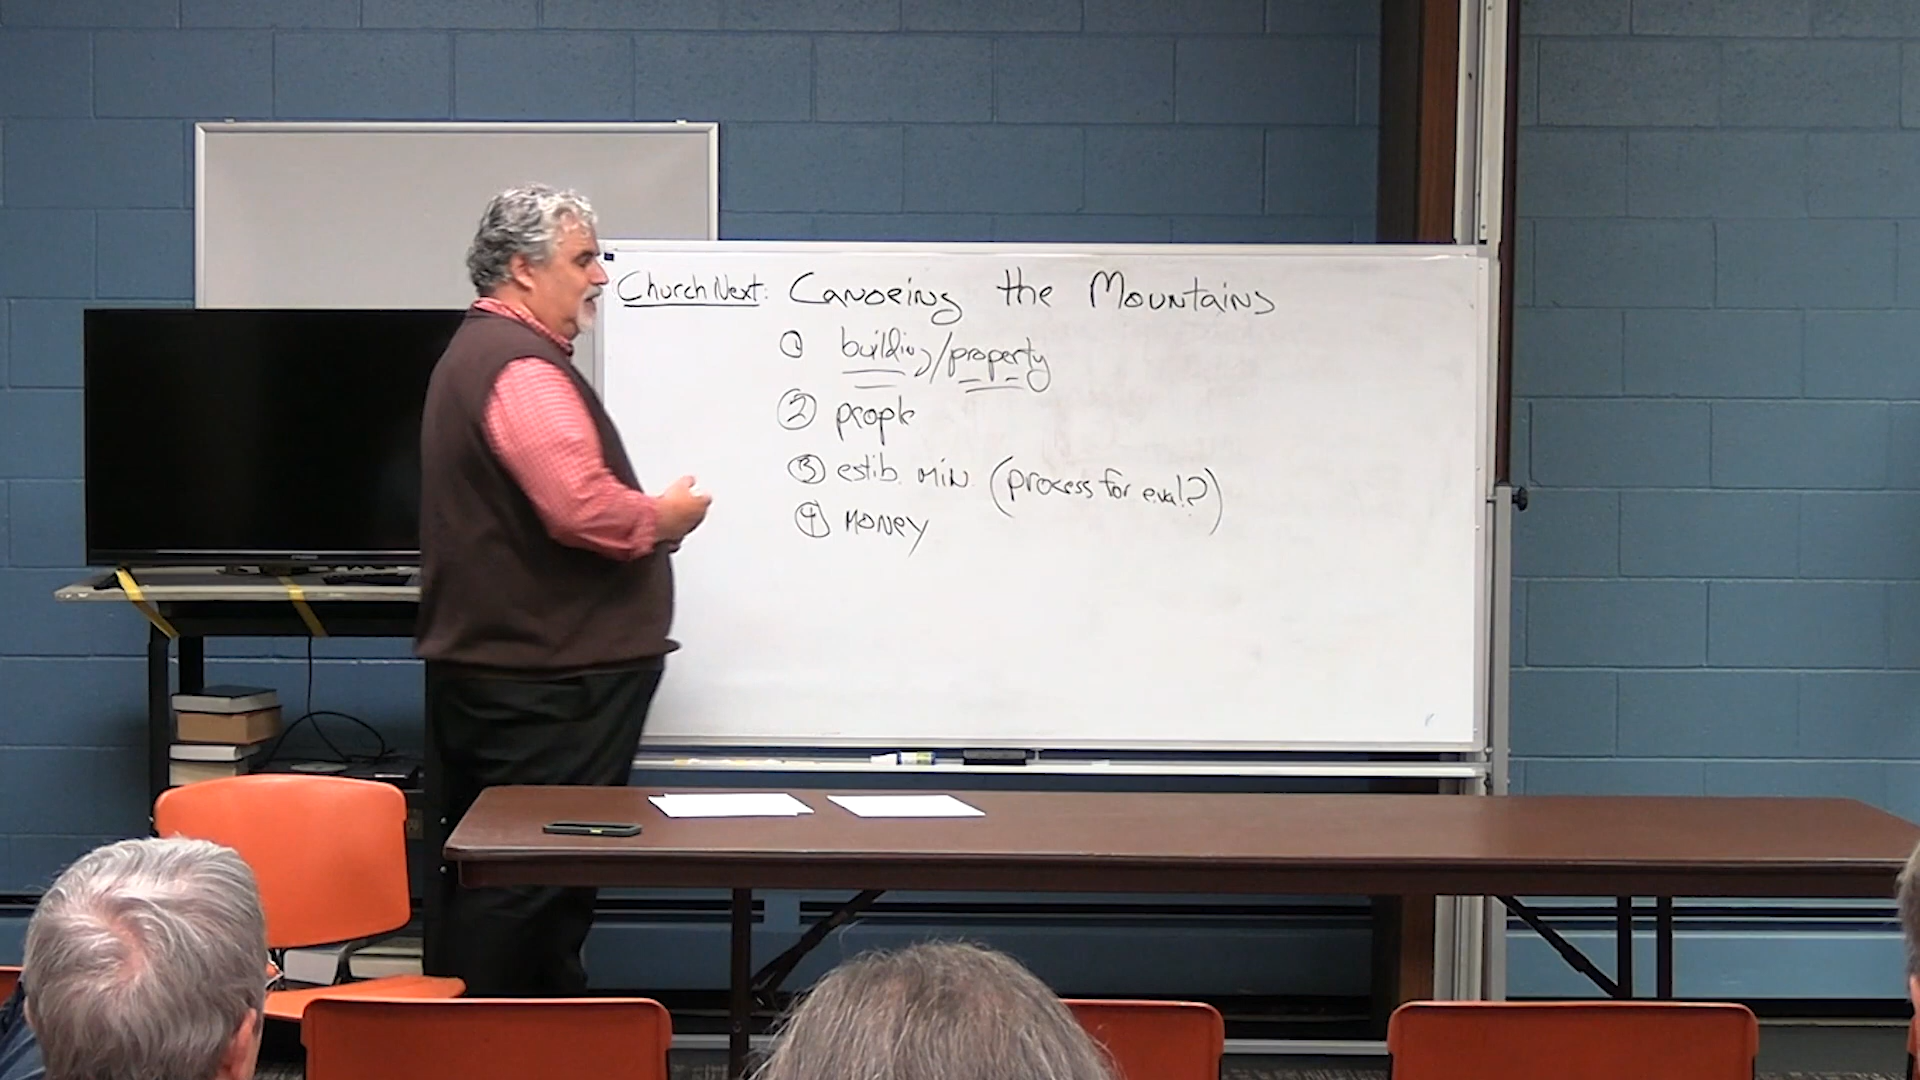 Church Next: Canoeing the Mountains
① building/property
② people
③ estib. min. (process for eval?)
④ money